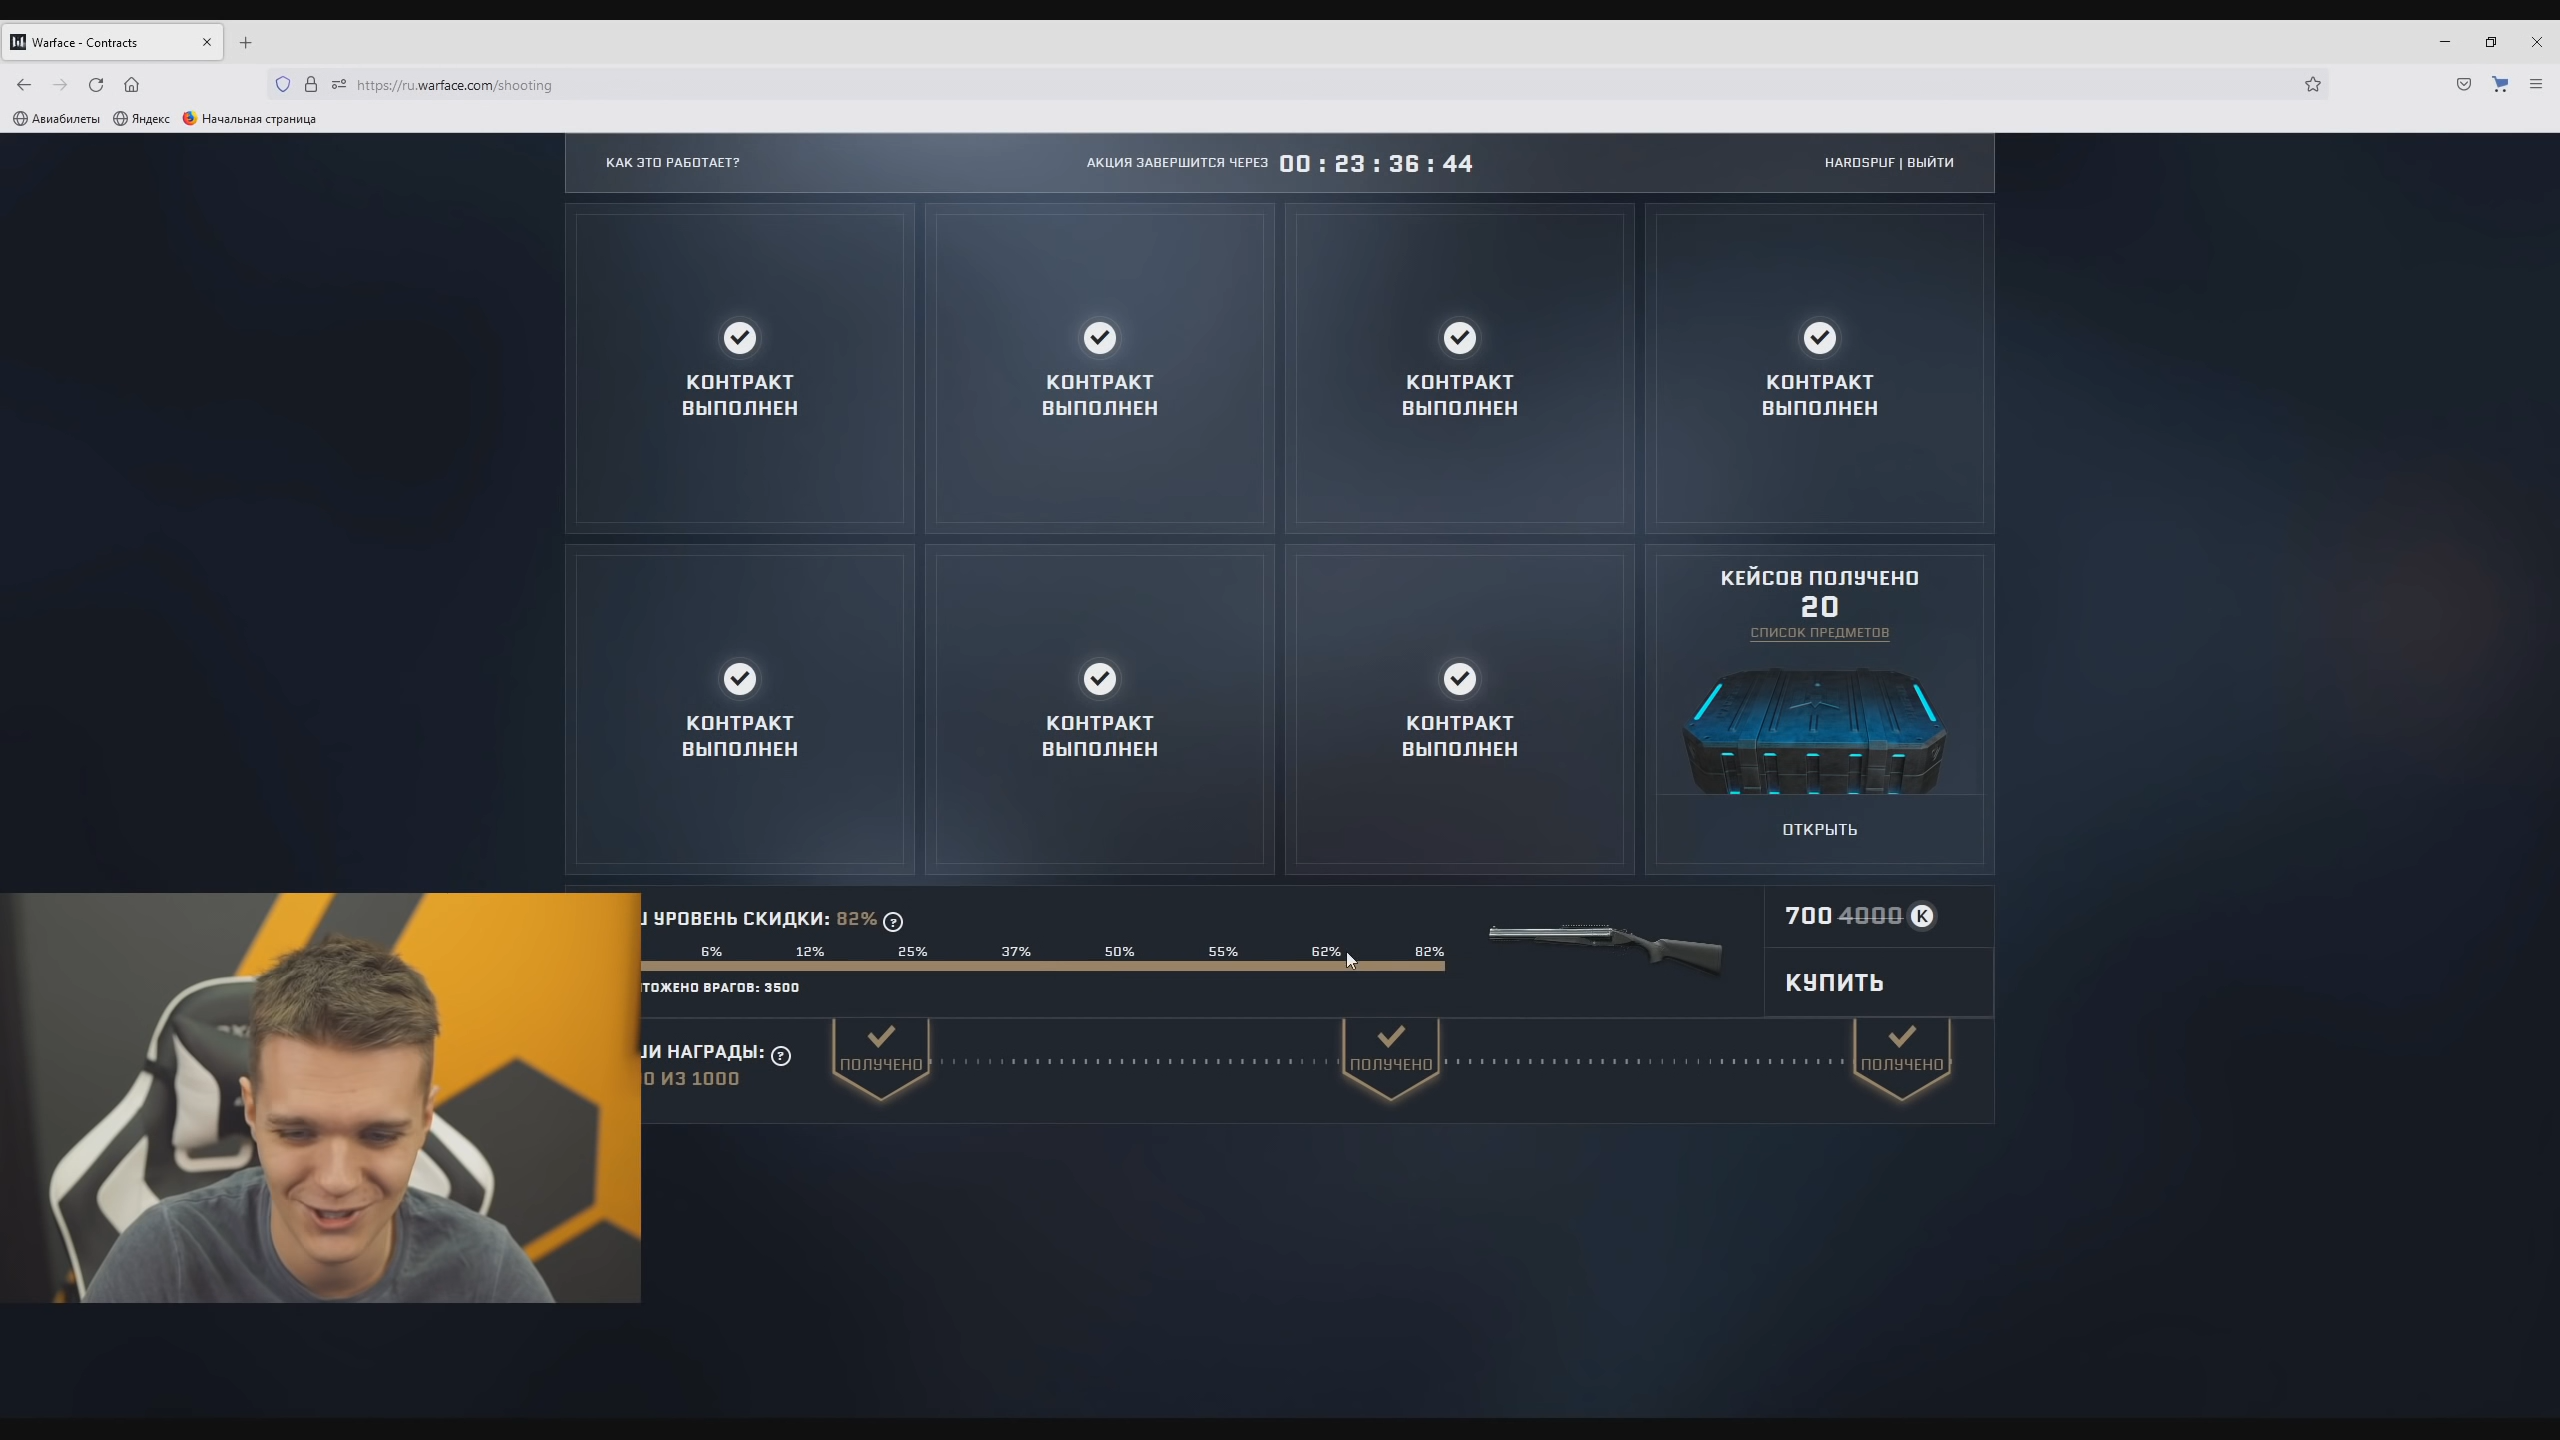 Warface - Contracts
https://ru.warface.com/shooting
Авиабилеты Яндекс Начальная страница
КАК ЭТО РАБОТАЕТ? АКЦИЯ ЗАВЕРШИТСЯ ЧЕРЕЗ 00 : 23 : 36 : 44 HARDSPUF | ВЫЙТИ
КОНТРАКТ ВЫПОЛНЕН
КОНТРАКТ ВЫПОЛНЕН
КОНТРАКТ ВЫПОЛНЕН
КОНТРАКТ ВЫПОЛНЕН
КОНТРАКТ ВЫПОЛНЕН
КОНТРАКТ ВЫПОЛНЕН
КОНТРАКТ ВЫПОЛНЕН
КЕЙСОВ ПОЛУЧЕНО
20
СПИСОК ПРЕДМЕТОВ
ОТКРЫТЬ
УРОВЕНЬ СКИДКИ: 82% ?
6% 12% 25% 37% 50% 55% 62% 82%
ВРАГОВ: 3500
700 4000 K
КУПИТЬ
НАГРАДЫ: ?
ИЗ 1000
ПОЛУЧЕНО ПОЛУЧЕНО ПОЛУЧЕНО